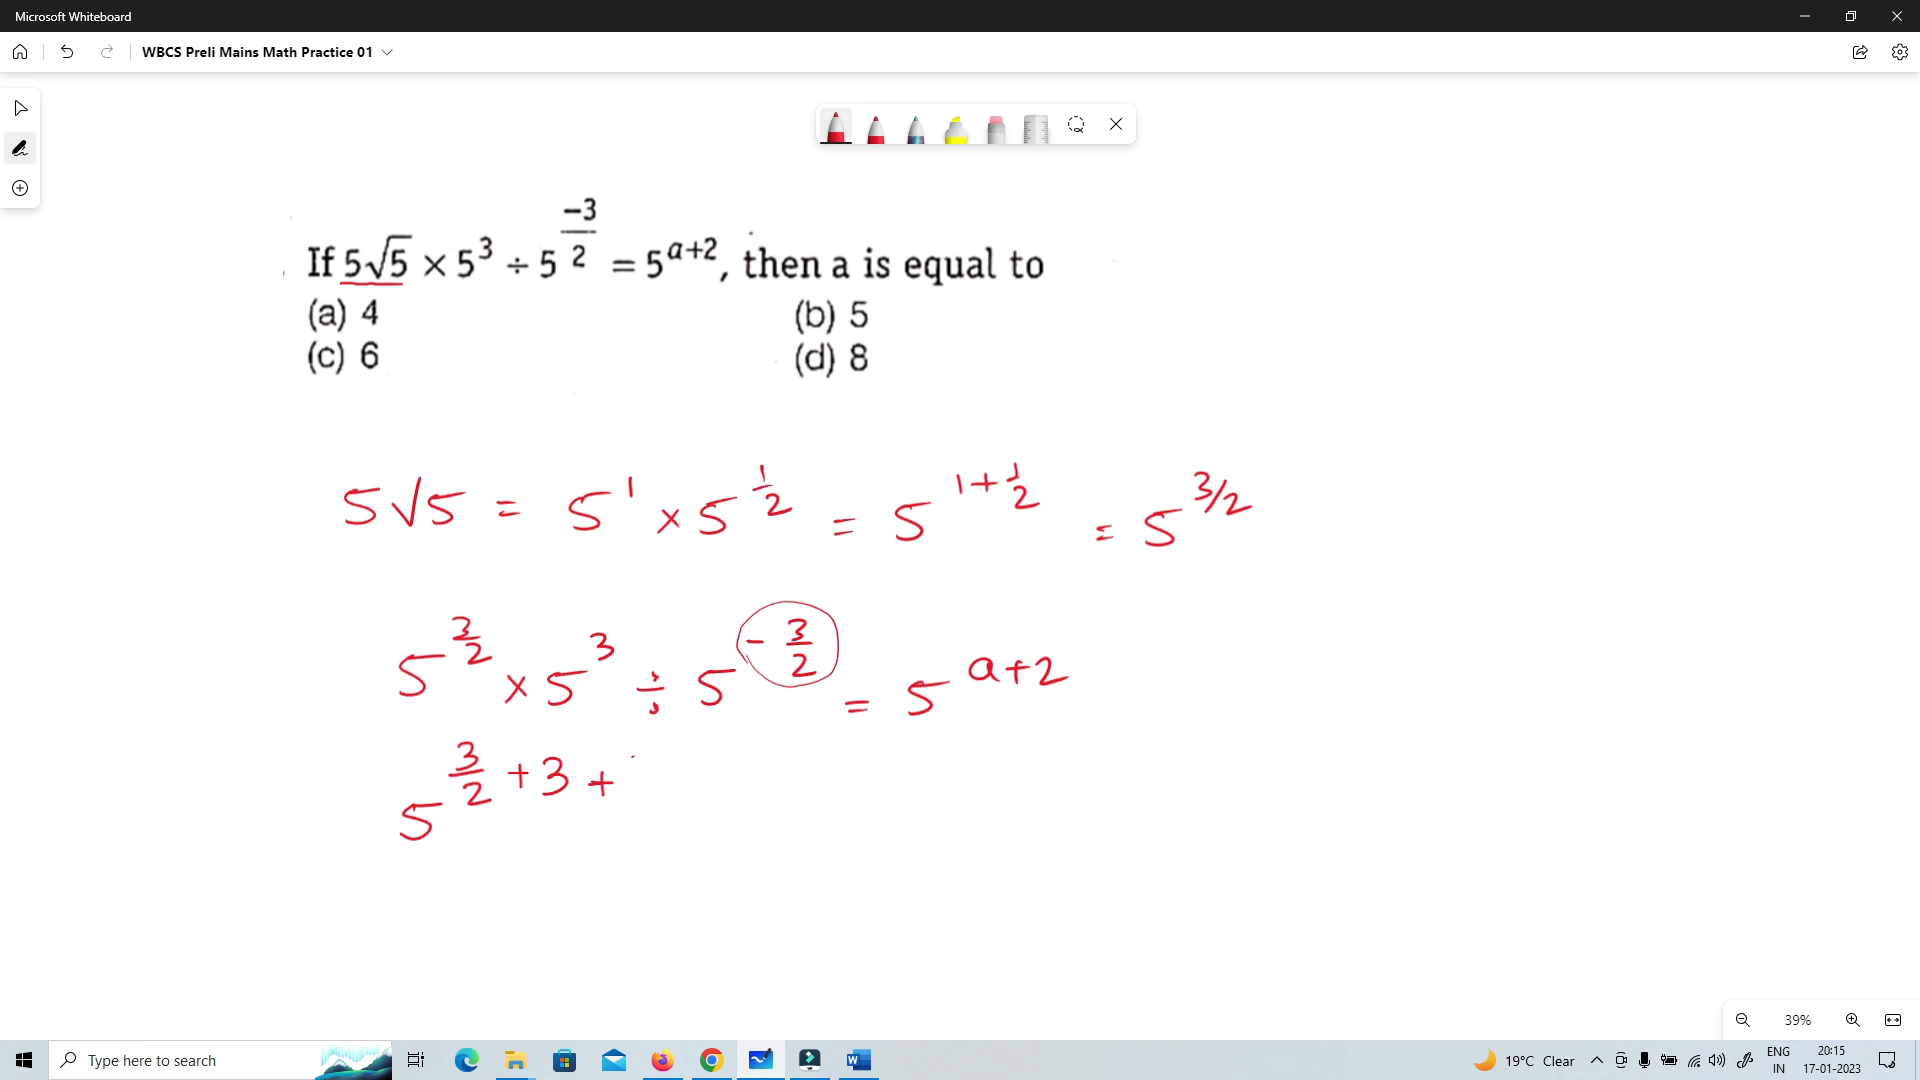 Microsoft Whiteboard
WBCS Preli Mains Math Practice 01
If 5√5 × 5³ ÷ 5^(-3/2) = 5^(a+2), then a is equal to
(a) 4 (b) 5
(c) 6 (d) 8
5√5 = 5¹ × 5^(1/2) = 5^(1+1/2) = 5^(3/2)
5^(3/2) × 5³ ÷ 5^(-3/2) = 5^(a+2)
5^(3/2 + 3 +
39%
Type here to search
19°C Clear
ENG
IN
20:15
17-01-2023